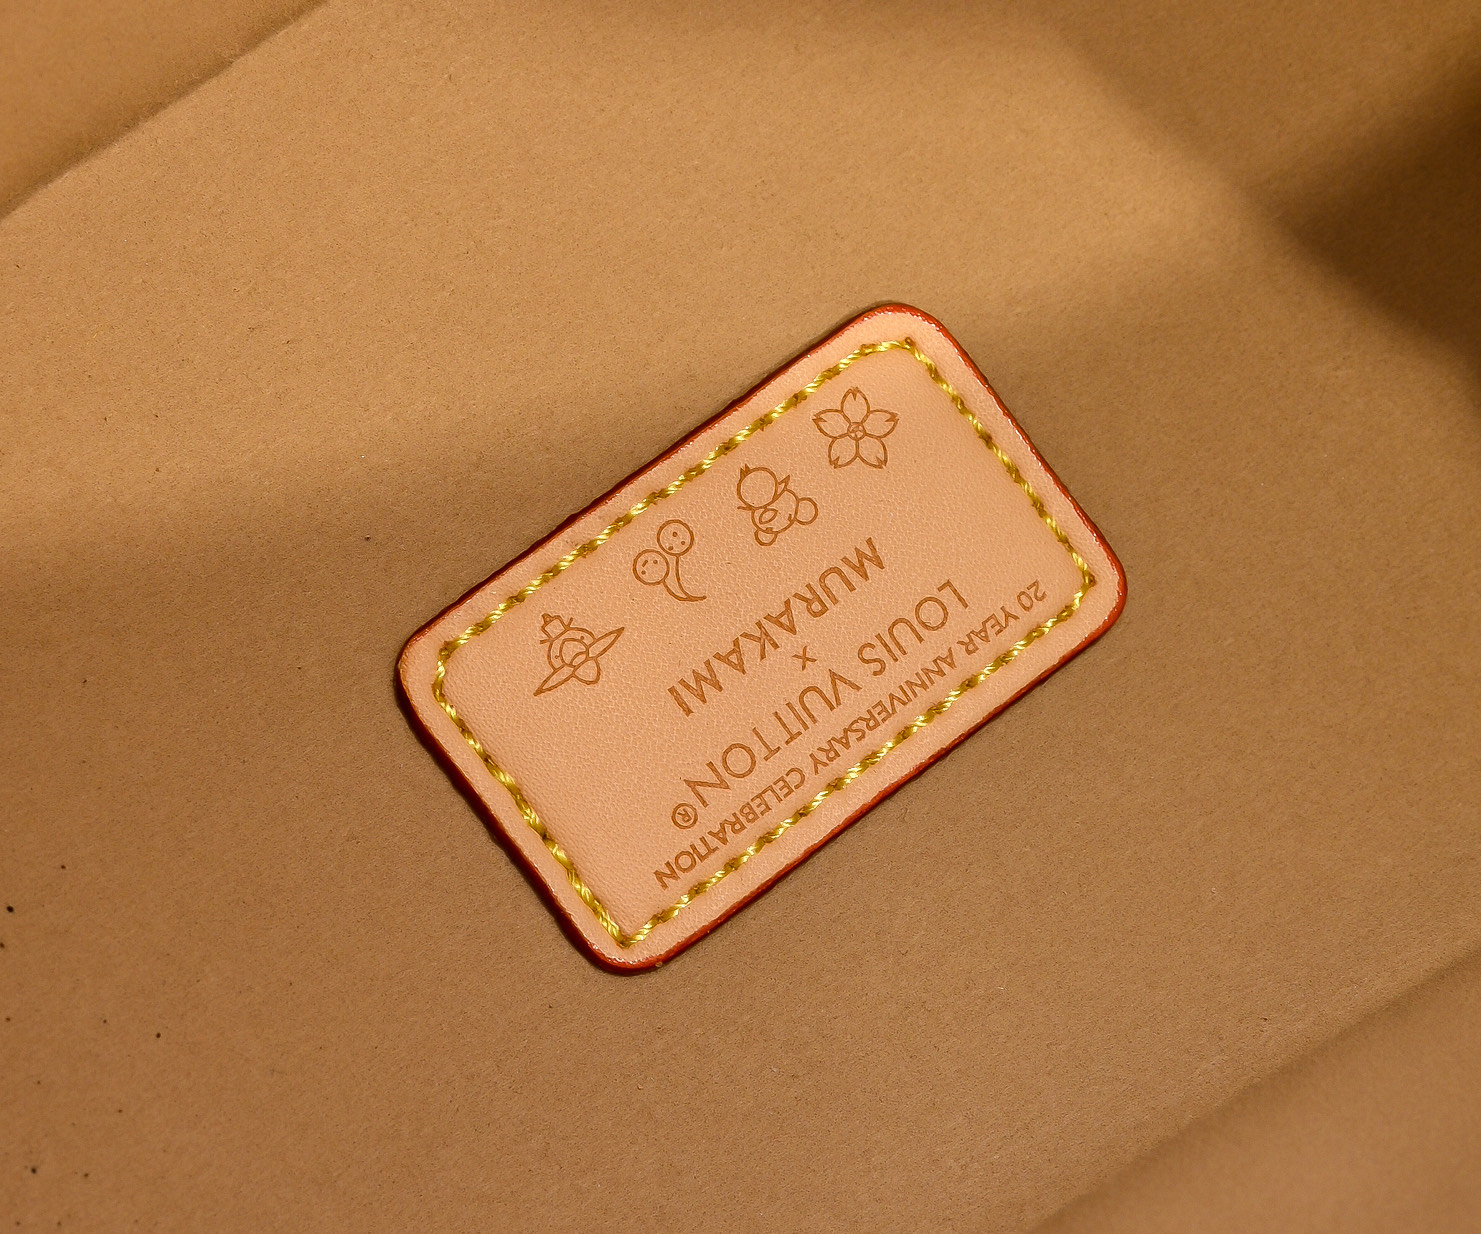 20 YEAR ANNIVERSARY CELEBRATION
LOUIS VUITTON®
x
MURAKAMI